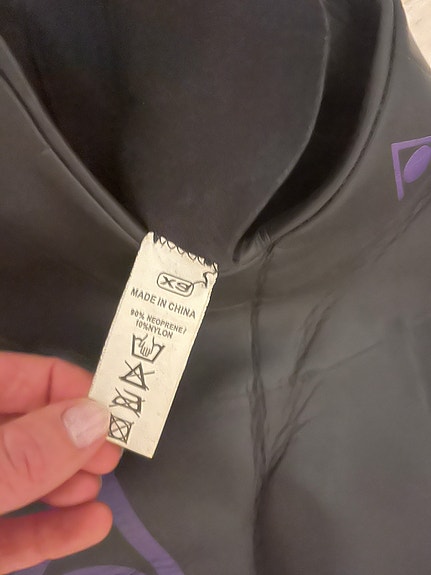 XS
MADE IN CHINA
90% NEOPRENE/
10%NYLON